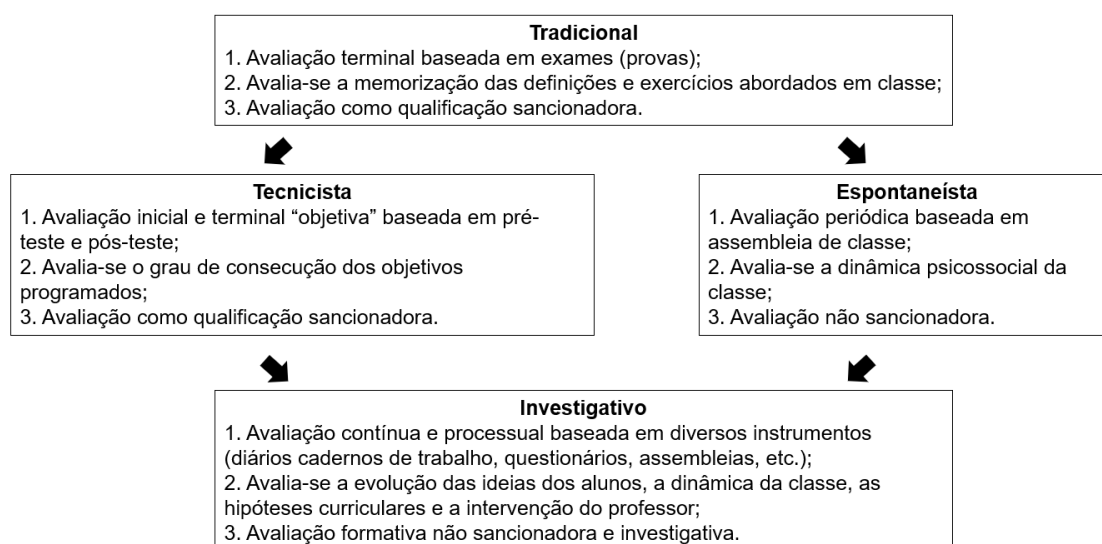 Tradicional
1. Avaliação terminal baseada em exames (provas);
2. Avalia-se a memorização das definições e exercícios abordados em classe;
3. Avaliação como qualificação sancionadora.
Tecnicista
1. Avaliação inicial e terminal “objetiva” baseada em pré-
teste e pós-teste;
2. Avalia-se o grau de consecução dos objetivos
programados;
3. Avaliação como qualificação sancionadora.
Espontaneísta
1. Avaliação periódica baseada em
assembleia de classe;
2. Avalia-se a dinâmica psicossocial da
classe;
3. Avaliação não sancionadora.
Investigativo
1. Avaliação contínua e processual baseada em diversos instrumentos
(diários cadernos de trabalho, questionários, assembleias, etc.);
2. Avalia-se a evolução das ideias dos alunos, a dinâmica da classe, as
hipóteses curriculares e a intervenção do professor;
3. Avaliação formativa não sancionadora e investigativa.